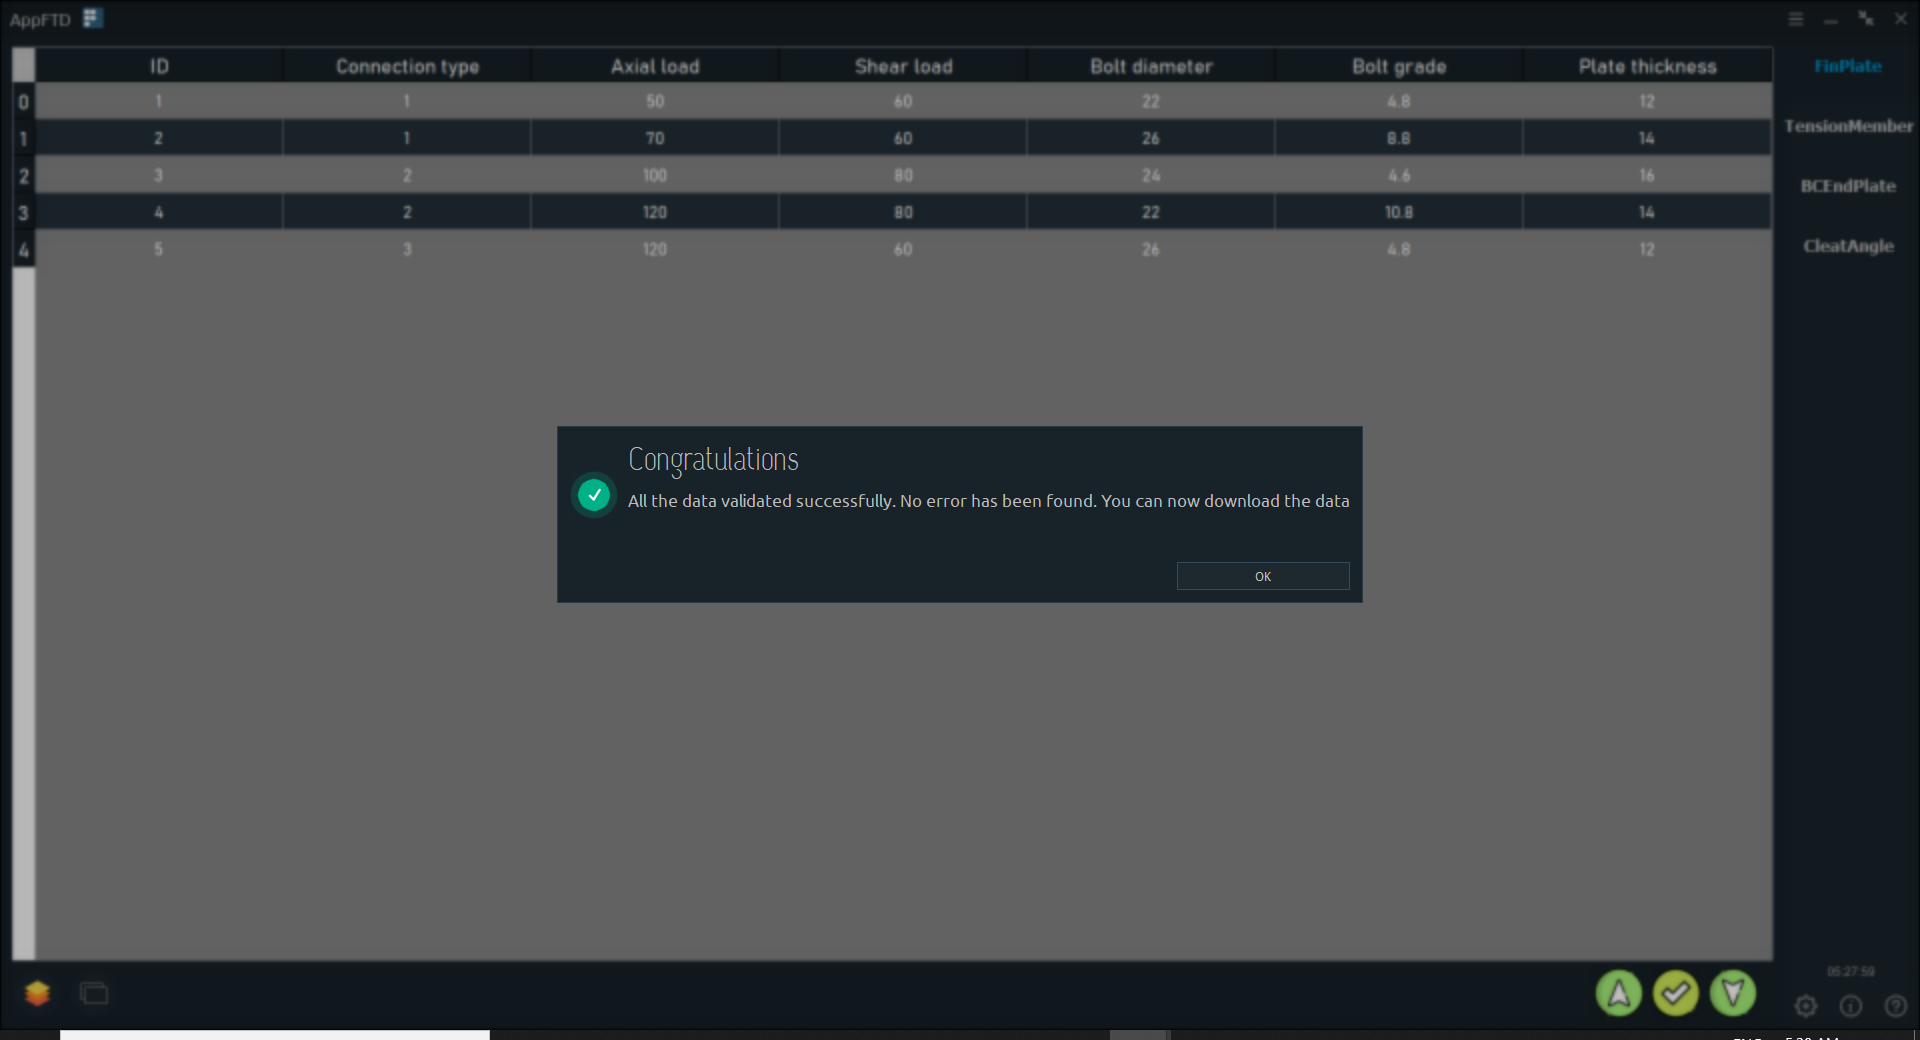 AppFTD
ID Connection type Axial load Shear load Bolt diameter Bolt grade Plate thickness
0 1 1 50 60 22 4.8 12
1 2 1 70 60 26 8.8 14
2 3 2 100 80 24 4.6 16
3 4 2 120 80 22 10.8 14
4 5 3 120 60 26 4.8 12
FinPlate
TensionMember
BCEndPlate
CleatAngle
Congratulations
All the data validated successfully. No error has been found. You can now download the data
OK
05:27:59